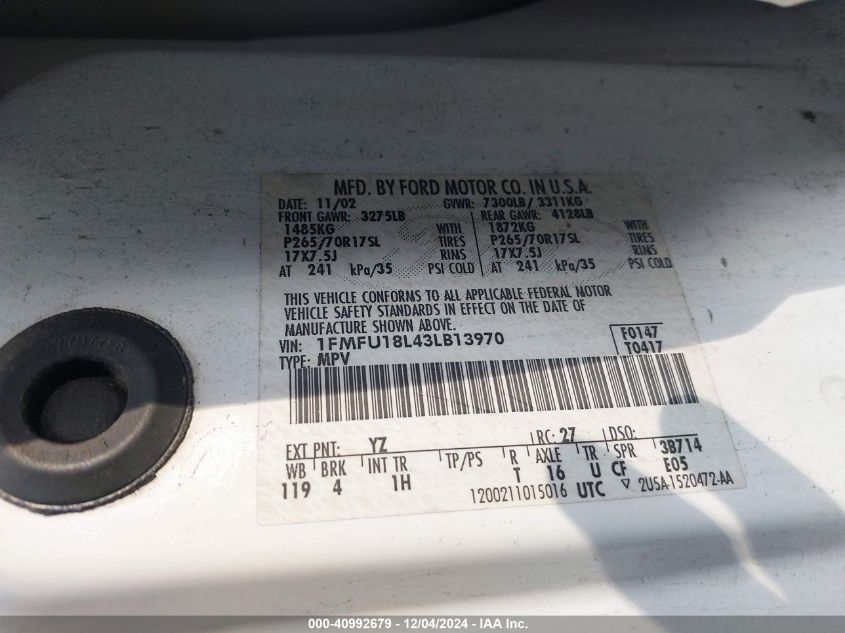 MFD. BY FORD MOTOR CO. IN U.S.A.
DATE: 11/02 GVWR: 7300LB/ 3311KG
FRONT GAWR: 3275LB REAR GAWR: 4128LB
1485KG WITH 1872KG WITH
P265/70R17SL TIRES P265/70R17SL TIRES
17X7.5J RIMS 17X7.5J RIMS
AT 241 kPa/35 PSI COLD AT 241 kPa/35 PSI COLD
THIS VEHICLE CONFORMS TO ALL APPLICABLE FEDERAL MOTOR
VEHICLE SAFETY STANDARDS IN EFFECT ON THE DATE OF
MANUFACTURE SHOWN ABOVE.
VIN: 1FMFU18L43LB13970 F0147
TYPE: MPV T0417
EXT PNT: YZ RC: 27 DSO:
WB BRK INT TR TP/PS R AXLE TR SPR 3B714
119 4 1H T 16 U CF E05
1200211015016 UTC ▽ 2U5A-1520472-AA
000-40992679 - 12/04/2024 - IAA Inc.